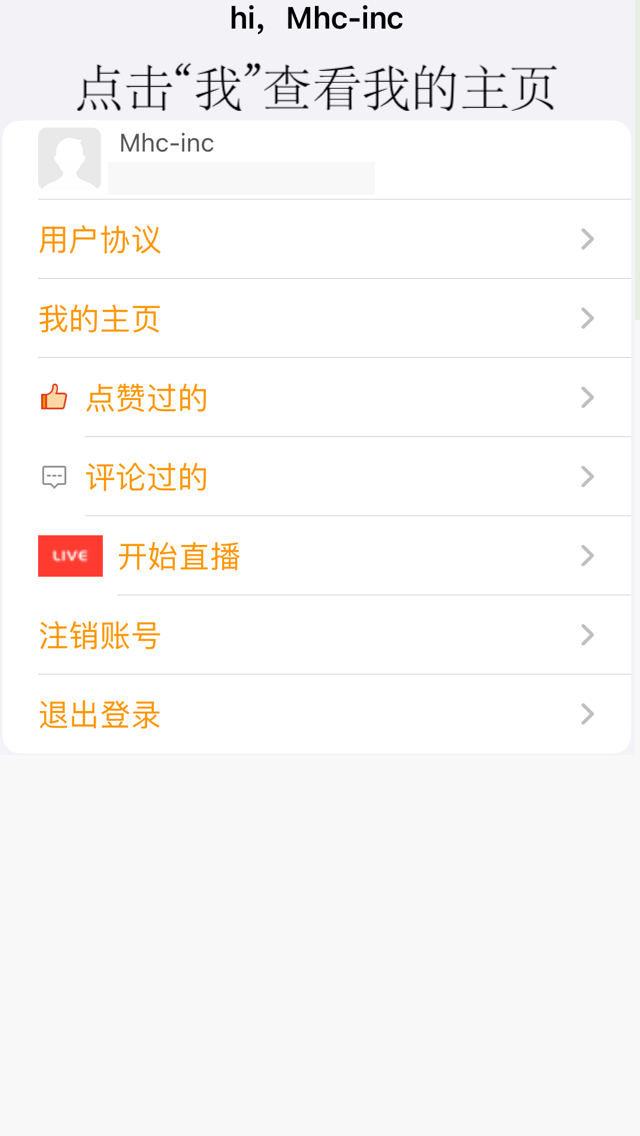 hi，Mhc-inc
点击“我”查看我的主页
Mhc-inc
用户协议
我的主页
点赞过的
评论过的
LIVE 开始直播
注销账号
退出登录